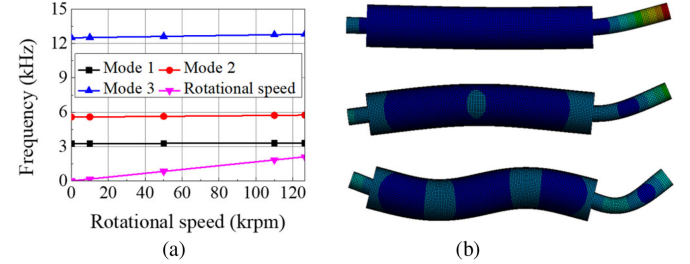 15
12
9
6
3
0
Frequency (kHz)
Mode 1 Mode 2
Mode 3 Rotational speed
0 20 40 60 80 100 120
Rotational speed (krpm)
(a) (b)